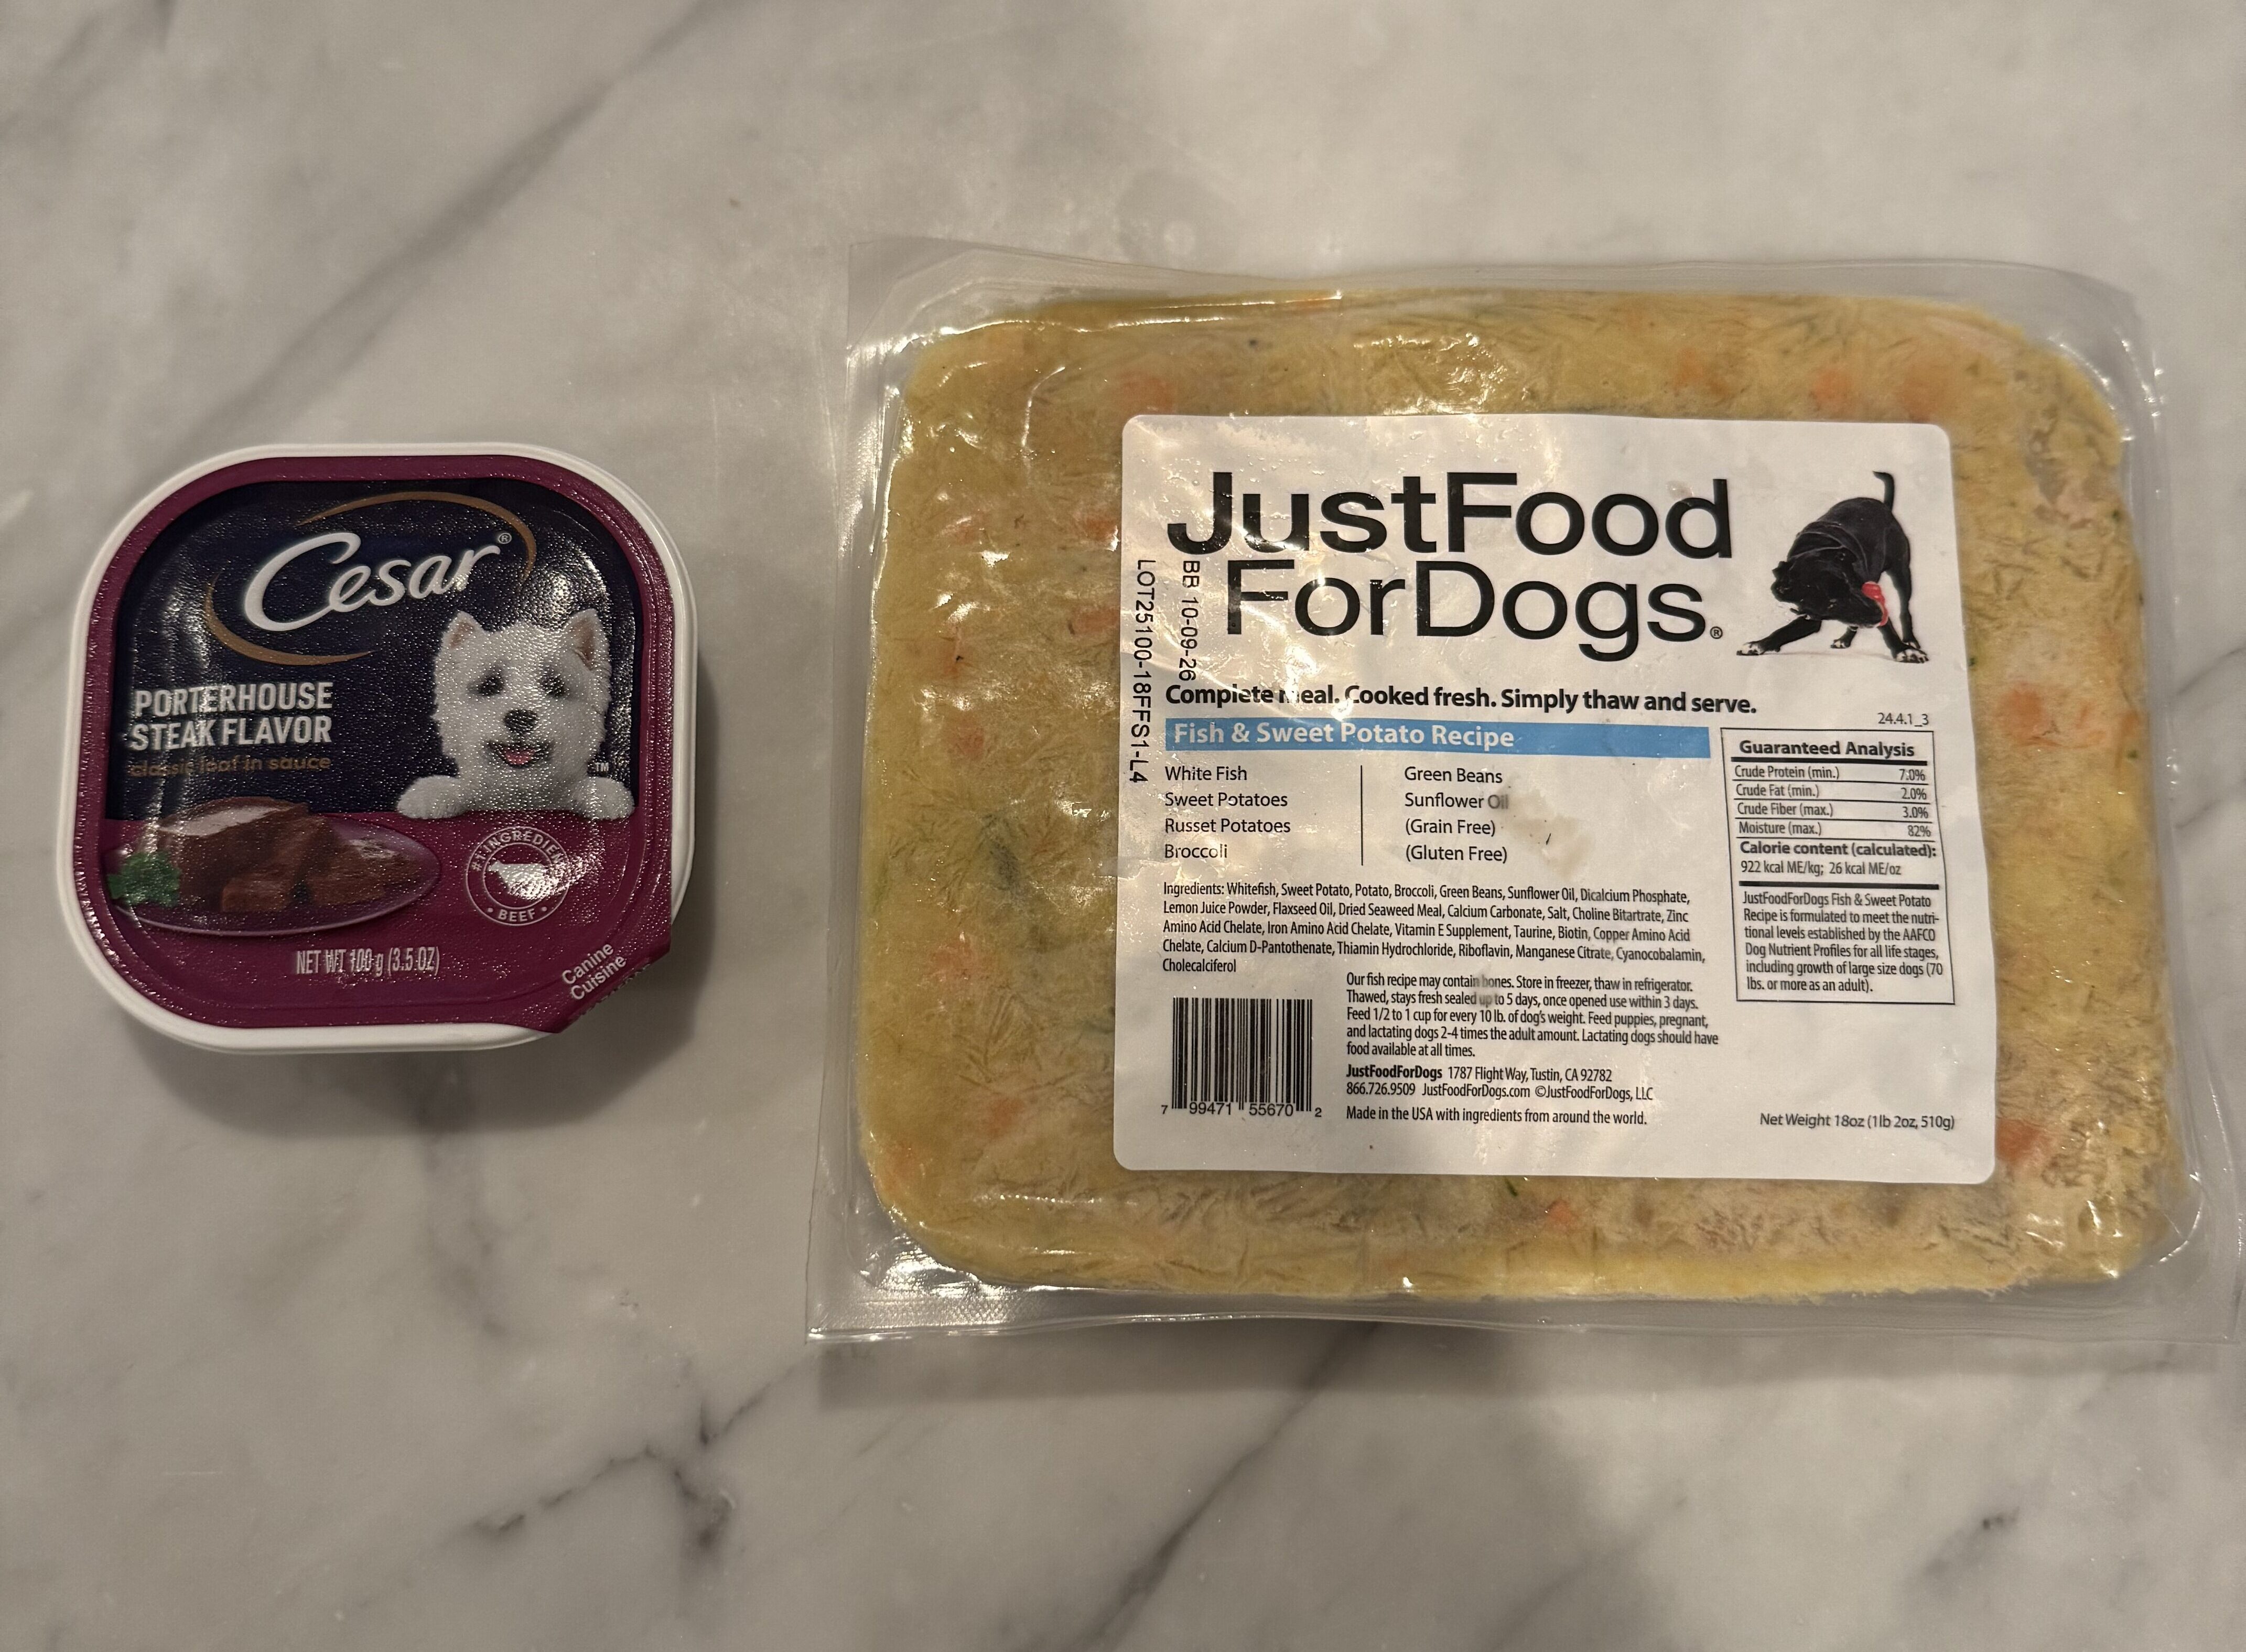 Cesar®
PORTERHOUSE
STEAK FLAVOR
classic loaf in sauce
TM
#1 INGREDIENT
• BEEF •
NET WT 100 g (3.5 OZ)
Canine
Cuisine
JustFood
ForDogs®
BB 10-09-26
LOT25100-18FFS1-L4
Complete meal. Cooked fresh. Simply thaw and serve.
24.4.1_3
Fish & Sweet Potato Recipe
White Fish
Sweet Potatoes
Russet Potatoes
Broccoli
Green Beans
Sunflower Oil
(Grain Free)
(Gluten Free)
Guaranteed Analysis
Crude Protein (min.) 7.0%
Crude Fat (min.) 2.0%
Crude Fiber (max.) 3.0%
Moisture (max.) 82%
Calorie content (calculated):
922 kcal ME/kg; 26 kcal ME/oz
JustFoodForDogs Fish & Sweet Potato
Recipe is formulated to meet the nutri-
tional levels established by the AAFCO
Dog Nutrient Profiles for all life stages,
including growth of large size dogs (70
lbs. or more as an adult).
Ingredients: Whitefish, Sweet Potato, Potato, Broccoli, Green Beans, Sunflower Oil, Dicalcium Phosphate,
Lemon Juice Powder, Flaxseed Oil, Dried Seaweed Meal, Calcium Carbonate, Salt, Choline Bitartrate, Zinc
Amino Acid Chelate, Iron Amino Acid Chelate, Vitamin E Supplement, Taurine, Biotin, Copper Amino Acid
Chelate, Calcium D-Pantothenate, Thiamin Hydrochloride, Riboflavin, Manganese Citrate, Cyanocobalamin,
Cholecalciferol
Our fish recipe may contain bones. Store in freezer, thaw in refrigerator.
Thawed, stays fresh sealed up to 5 days, once opened use within 3 days.
Feed 1/2 to 1 cup for every 10 lb. of dog's weight. Feed puppies, pregnant,
and lactating dogs 2-4 times the adult amount. Lactating dogs should have
food available at all times.
JustFoodForDogs 1787 Flight Way, Tustin, CA 92782
866.726.9509 JustFoodForDogs.com ©JustFoodForDogs, LLC
Made in the USA with ingredients from around the world.
7 99471 55670 2
Net Weight 18oz (1lb 2oz, 510g)